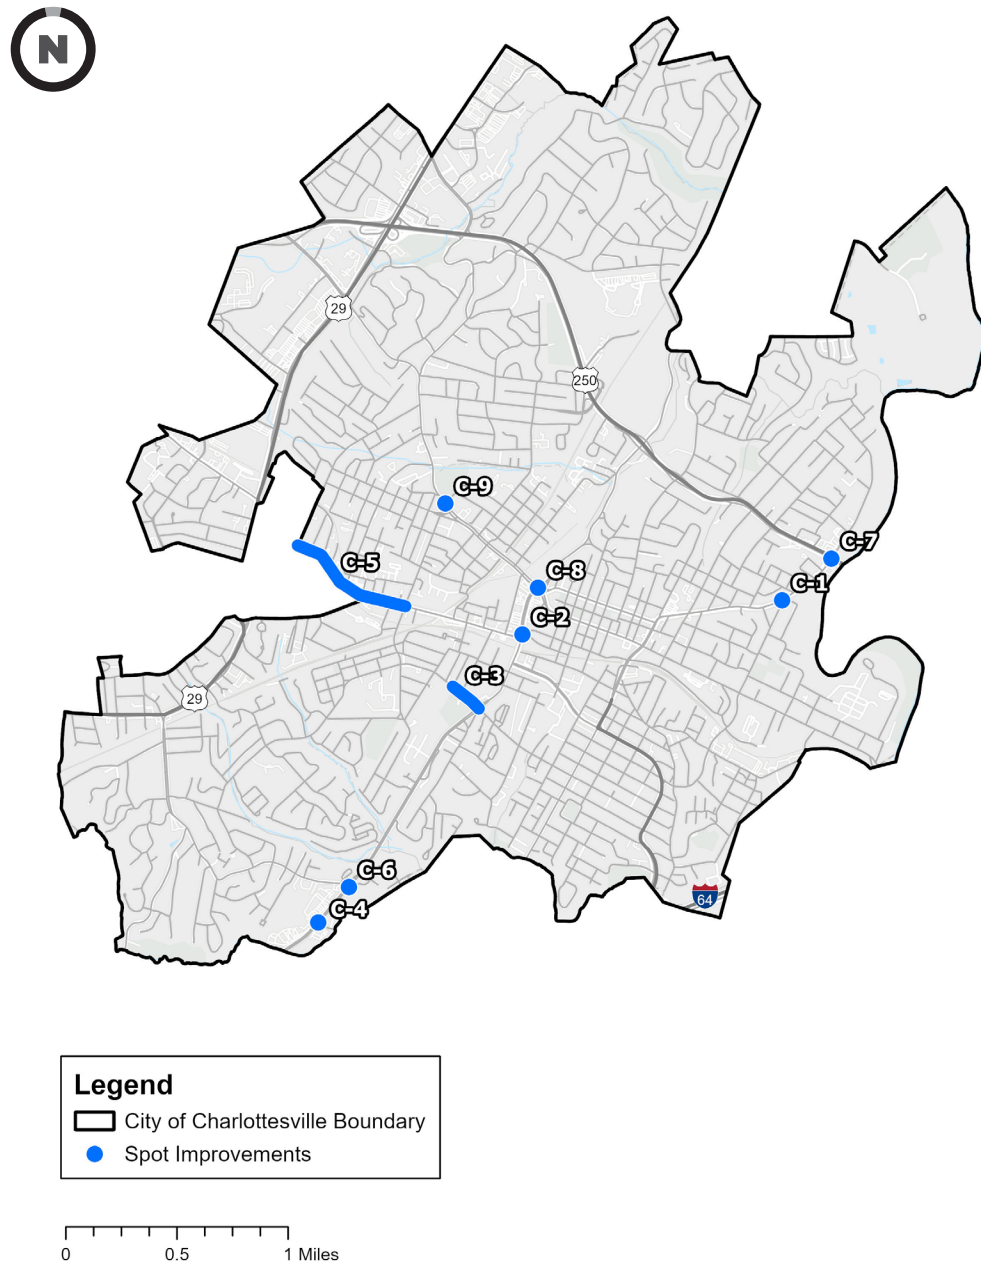 N
29
250
C-9
C-7
C-5
C-8
C-1
C-2
C-3
29
C-6
C-4
64
Legend
City of Charlottesville Boundary
Spot Improvements
0 0.5 1 Miles